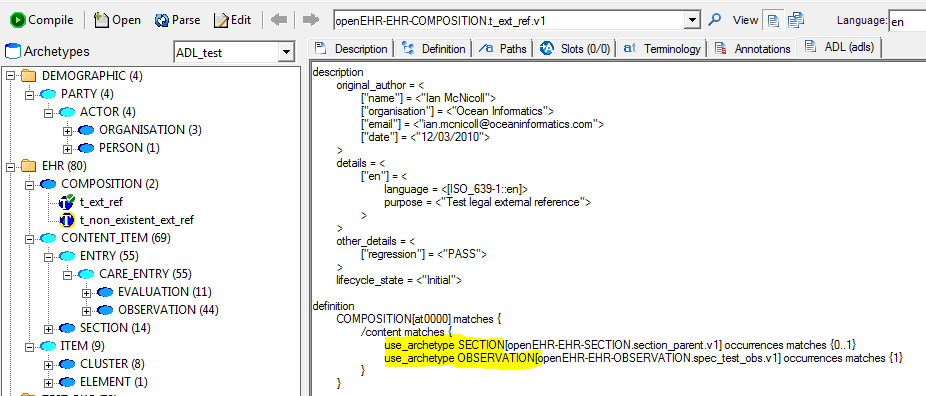 Compile
Open
Parse
Edit
openEHR-EHR-COMPOSITION.t_ext_ref.v1
View
Language:
en
Archetypes
ADL_test
Description
Definition
Paths
Slots (0/0)
at Terminology
Annotations
ADL (adls)
DEMOGRAPHIC (4)
PARTY (4)
ACTOR (4)
ORGANISATION (3)
PERSON (1)
EHR (80)
COMPOSITION (2)
t_ext_ref
t_non_existent_ext_ref
CONTENT_ITEM (69)
ENTRY (55)
CARE_ENTRY (55)
EVALUATION (11)
OBSERVATION (44)
SECTION (14)
ITEM (9)
CLUSTER (8)
ELEMENT (1)
description
original_author = <
["name"] = <"Ian McNicoll">
["organisation"] = <"Ocean Informatics">
["email"] = <"ian.mcnicoll@oceaninformatics.com">
["date"] = <"12/03/2010">
>
details = <
["en"] = <
language = <[ISO_639-1::en]>
purpose = <"Test legal external reference">
>
>
other_details = <
["regression"] = <"PASS">
>
lifecycle_state = <"Initial">
definition
COMPOSITION[at0000] matches {
/content matches {
use_archetype SECTION[openEHR-EHR-SECTION.section_parent.v1] occurrences matches {0..1}
use_archetype OBSERVATION[openEHR-EHR-OBSERVATION.spec_test_obs.v1] occurrences matches {1}
}
}